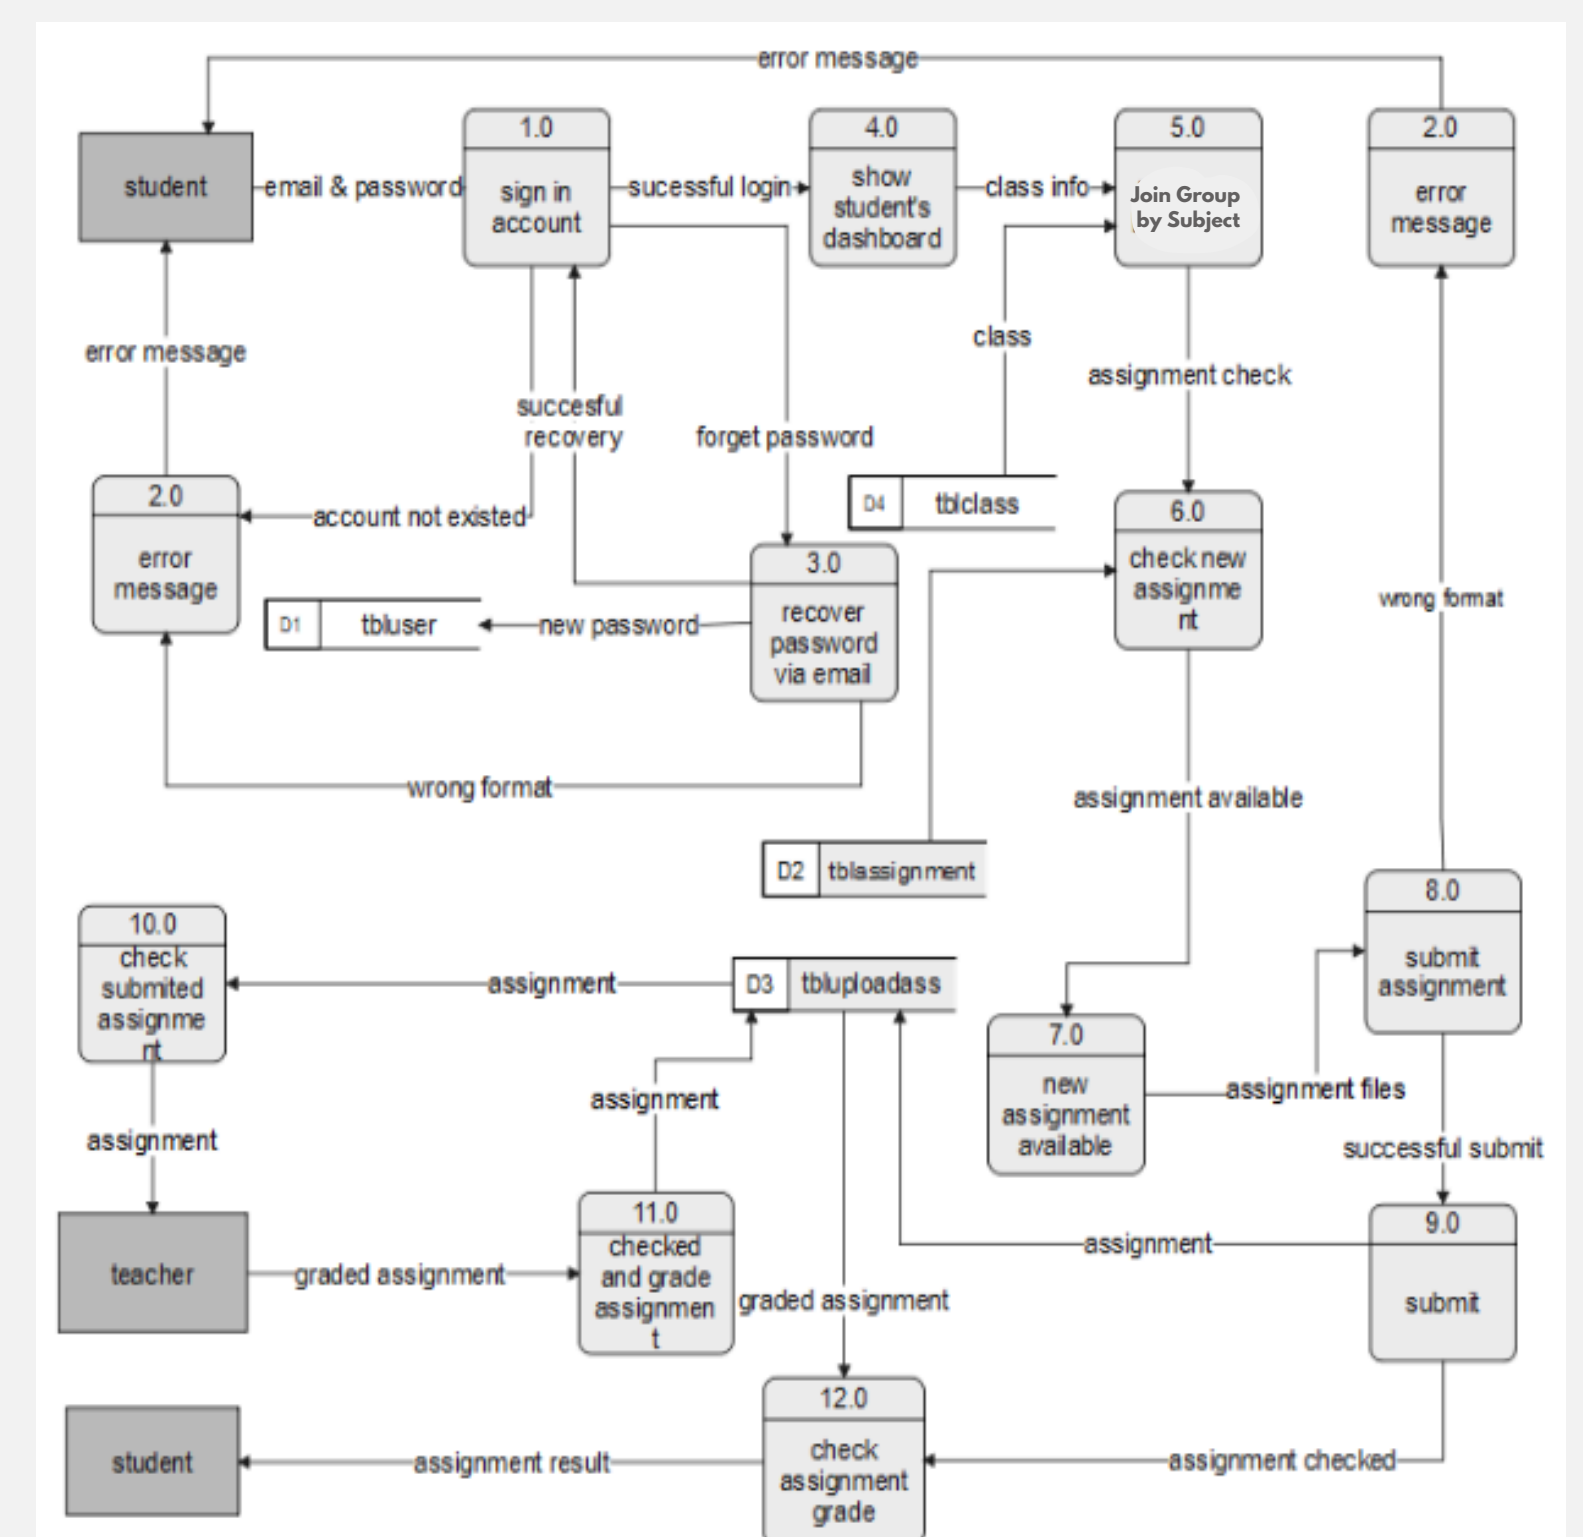 error message
student
email & password
1.0
sign in
account
sucessful login
4.0
show
student's
dashboard
class info
5.0
Join Group
by Subject
2.0
error
message
error message
succesful
recovery
forget password
class
assignment check
2.0
error
message
account not existed
D4
tblclass
6.0
check new
assignme
nt
D1
tbluser
new password
3.0
recover
password
via email
wrong format
wrong format
assignment available
D2
tblassignment
8.0
submit
assignment
10.0
check
submited
assignme
nt
assignment
D3
tbluploadass
7.0
new
assignment
available
assignment files
assignment
assignment
successful submit
teacher
graded assignment
11.0
checked
and grade
assignmen
t
graded assignment
assignment
9.0
submit
student
assignment result
12.0
check
assignment
grade
assignment checked